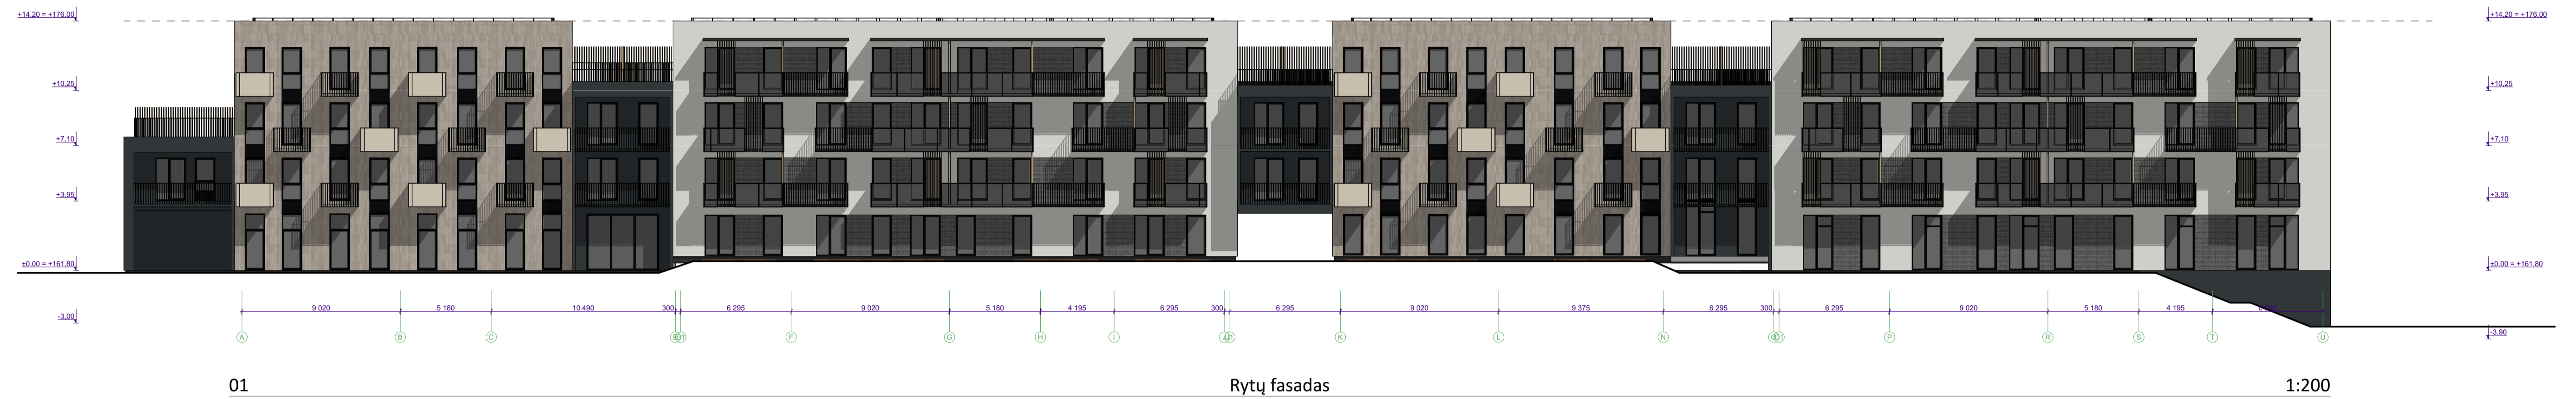 +14,20 = +176,00
+14,20 = +176,00
+10,25
+10,25
+7,10
+7,10
+3,95
+3,95
±0,00 = +161,80
±0,00 = +161,80
9 020 5 180 10 490 300 6 295 9 020 5 180 4 195 6 295 300 6 295 9 020 9 375 6 295 300 6 295 9 020 5 180 4 195
-3,00
-3,90
A B C F G H I K L N P R S T U
01 Rytų fasadas 1:200